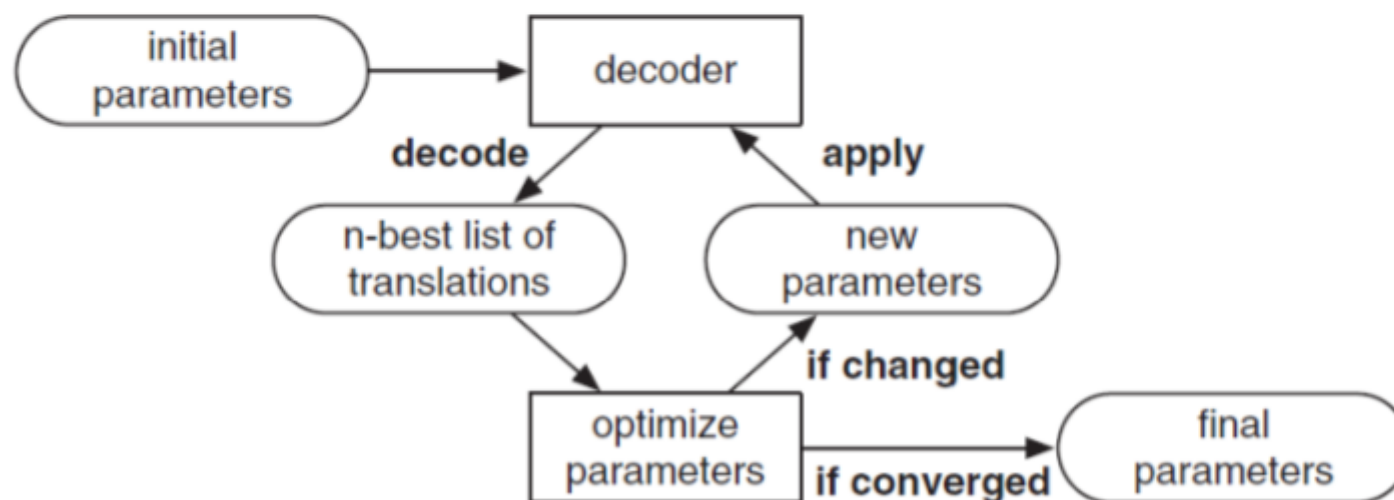 initial
parameters
decoder
decode
apply
n-best list of
translations
new
parameters
if changed
optimize
parameters
if converged
final
parameters